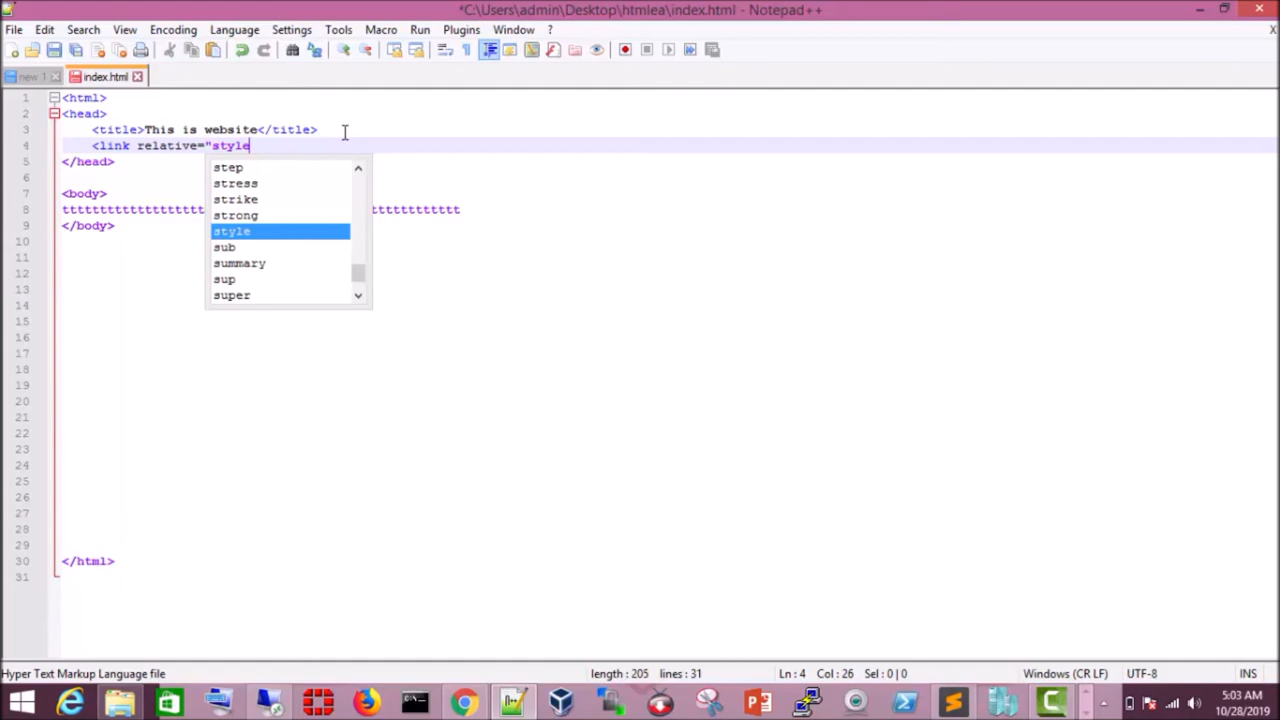 *C:\Users\admin\Desktop\htmlea\index.html - Notepad++
File Edit Search View Encoding Language Settings Tools Macro Run Plugins Window ? X
new 1 index.html
1 <html>
2 <head>
3 <title>This is website</title>
4 <link relative="style
5 </head>
6
7 <body>
8 ttttttttttttttttttt tttttttttttt
9 </body>
10
11
12
13
14
15
16
17
18
19
20
21
22
23
24
25
26
27
28
29
30 </html>
31
step
stress
strike
strong
style
sub
summary
sup
super
Hyper Text Markup Language file length : 205 lines : 31 Ln : 4 Col : 26 Sel : 0 | 0 Windows (CR LF) UTF-8 INS
5:03 AM
10/28/2019